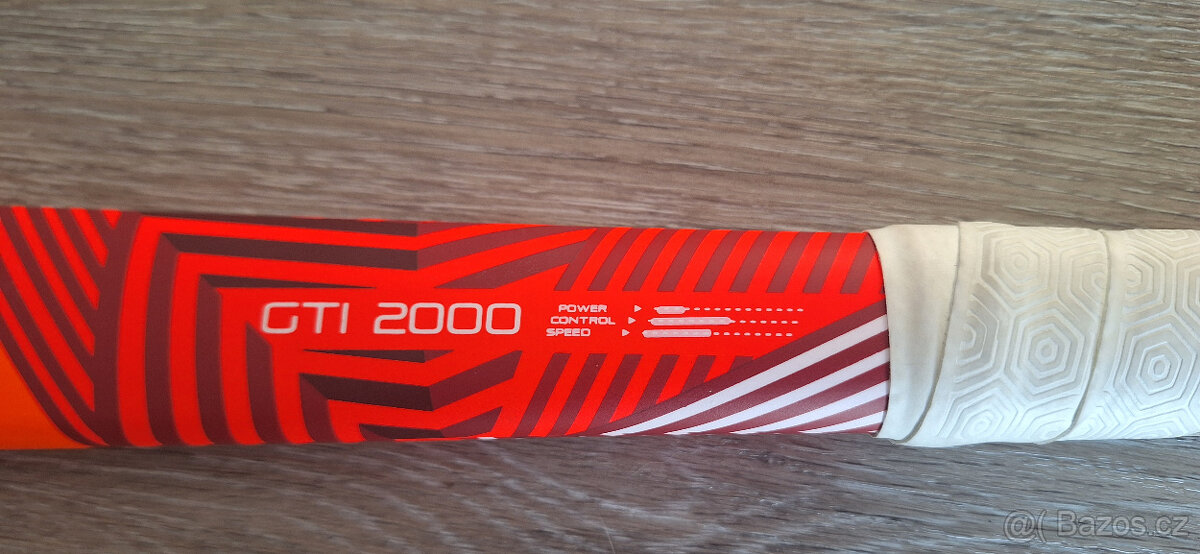 GTI 2000
POWER
CONTROL
SPEED
@( Bazos.cz